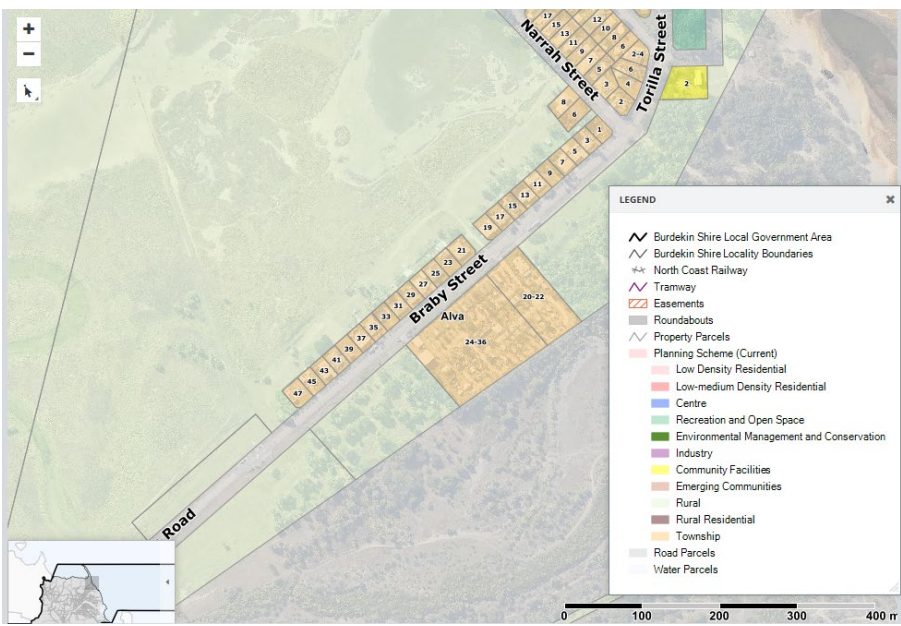 +
−
17
15
13
11
9
7
5
3
12
10
8
6
2-4
6
4
2
Narrah Street
Torilla Street
2
8
6
1
3
5
7
9
11
13
15
17
19
21
23
25
27
29
31
33
35
37
39
41
43
45
47
Braby Street
Alva
20-22
24-36
Road
LEGEND
Burdekin Shire Local Government Area
Burdekin Shire Locality Boundaries
North Coast Railway
Tramway
Easements
Roundabouts
Property Parcels
Planning Scheme (Current)
Low Density Residential
Low-medium Density Residential
Centre
Recreation and Open Space
Environmental Management and Conservation
Industry
Community Facilities
Emerging Communities
Rural
Rural Residential
Township
Road Parcels
Water Parcels
0 100 200 300 400 m